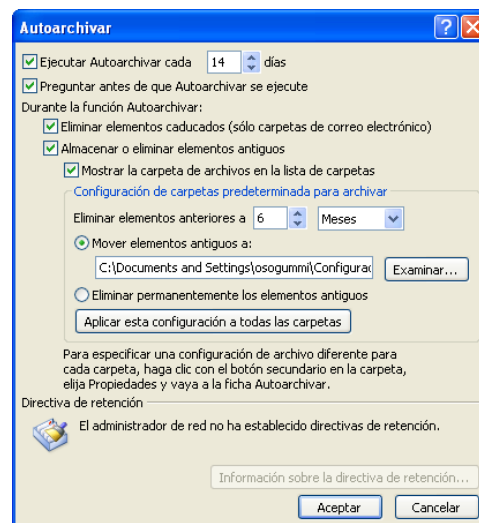 Autoarchivar
Ejecutar Autoarchivar cada 14 días
Preguntar antes de que Autoarchivar se ejecute
Durante la función Autoarchivar:
Eliminar elementos caducados (sólo carpetas de correo electrónico)
Almacenar o eliminar elementos antiguos
Mostrar la carpeta de archivos en la lista de carpetas
Configuración de carpetas predeterminada para archivar
Eliminar elementos anteriores a 6 Meses
Mover elementos antiguos a:
C:\Documents and Settings\osogummi\Configurac Examinar...
Eliminar permanentemente los elementos antiguos
Aplicar esta configuración a todas las carpetas
Para especificar una configuración de archivo diferente para
cada carpeta, haga clic con el botón secundario en la carpeta,
elija Propiedades y vaya a la ficha Autoarchivar.
Directiva de retención
El administrador de red no ha establecido directivas de retención.
Información sobre la directiva de retención...
Aceptar Cancelar